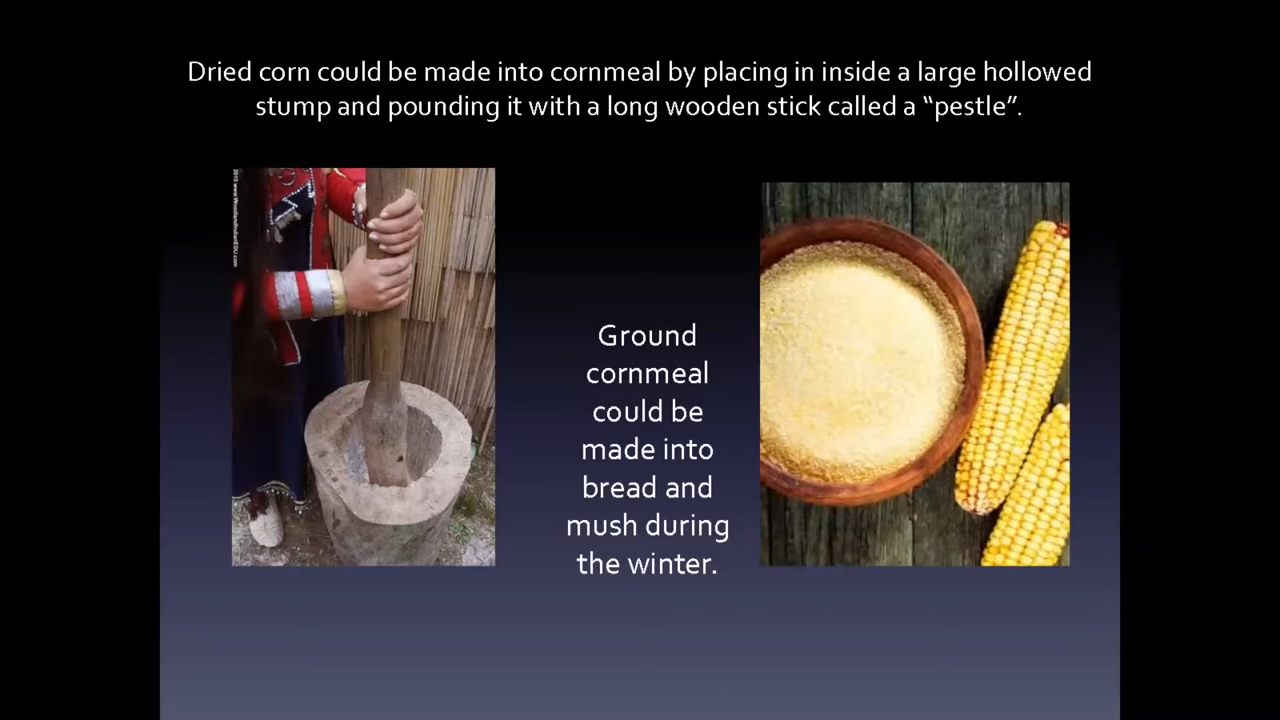 Dried corn could be made into cornmeal by placing in inside a large hollowed
stump and pounding it with a long wooden stick called a “pestle”.
Ground
cornmeal
could be
made into
bread and
mush during
the winter.